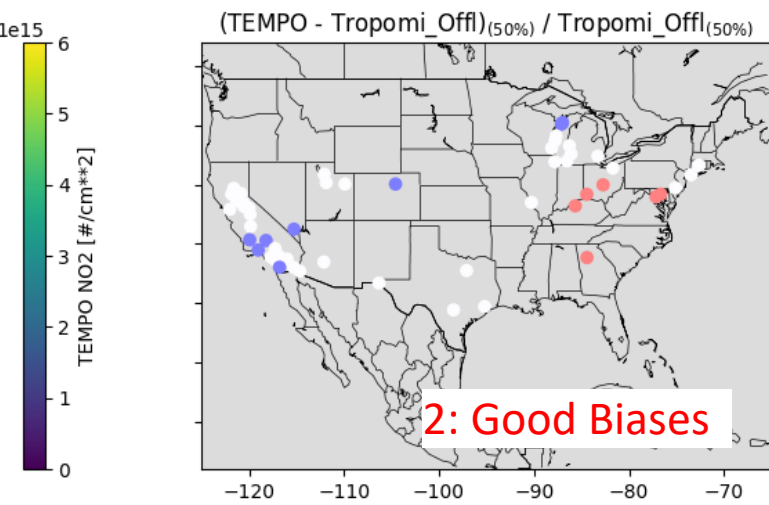 1e15
(TEMPO - Tropomi_Offl)(50%) / Tropomi_Offl(50%)
6
5
4
3
2
1
0
TEMPO NO2 [#/cm**2]
2: Good Biases
−120 −110 −100 −90 −80 −70